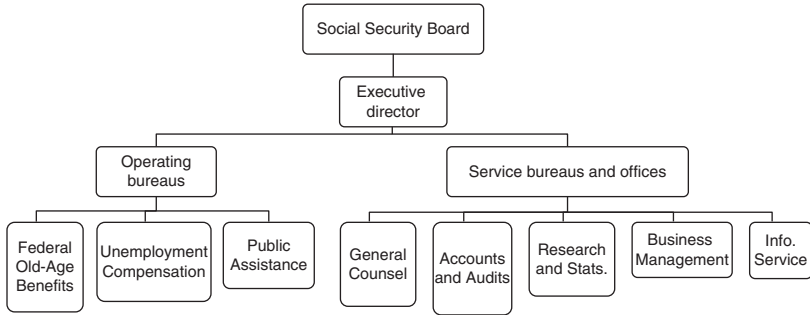 Social Security Board
Executive
director
Operating
bureaus
Service bureaus and offices
Federal
Old-Age
Benefits
Unemployment
Compensation
Public
Assistance
General
Counsel
Accounts
and Audits
Research
and Stats.
Business
Management
Info.
Service